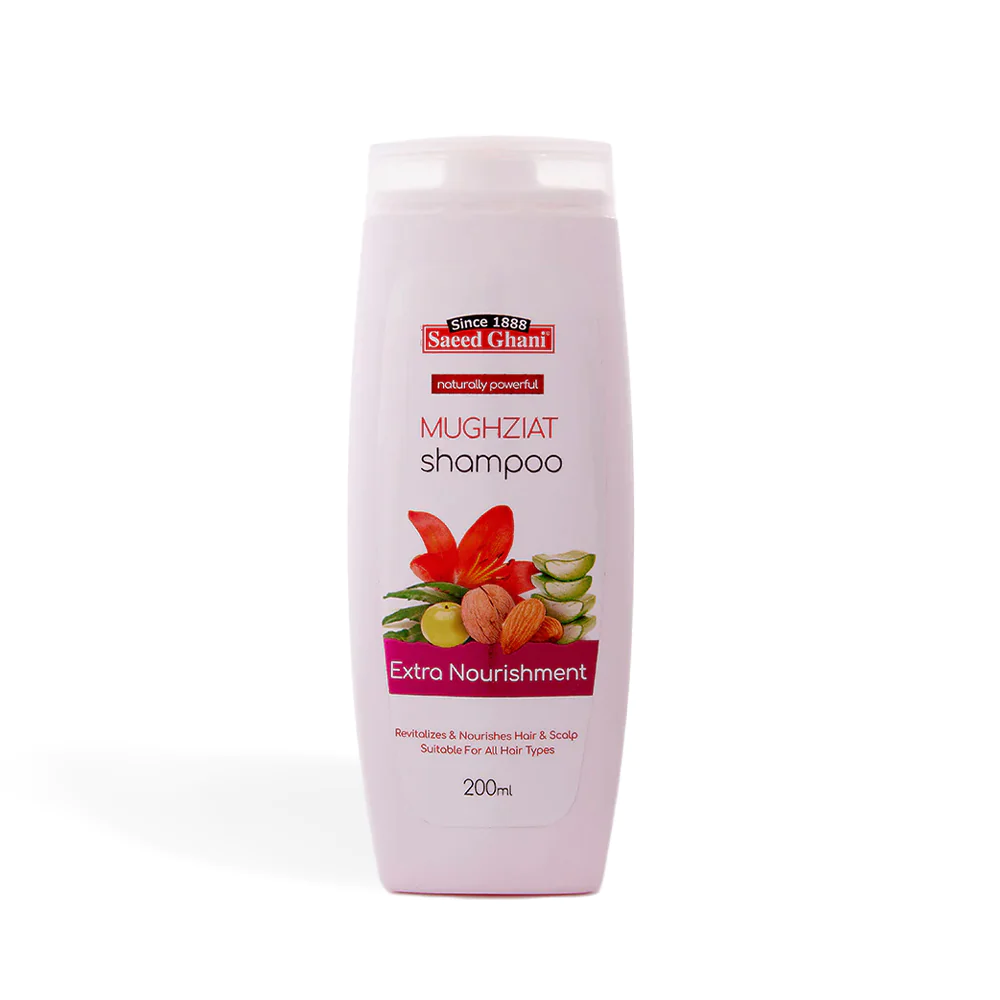 Since 1888
Saeed Ghani
naturally powerful
MUGHZIAT
shampoo
Extra Nourishment
Revitalizes & Nourishes Hair & Scalp
Suitable For All Hair Types
200ml